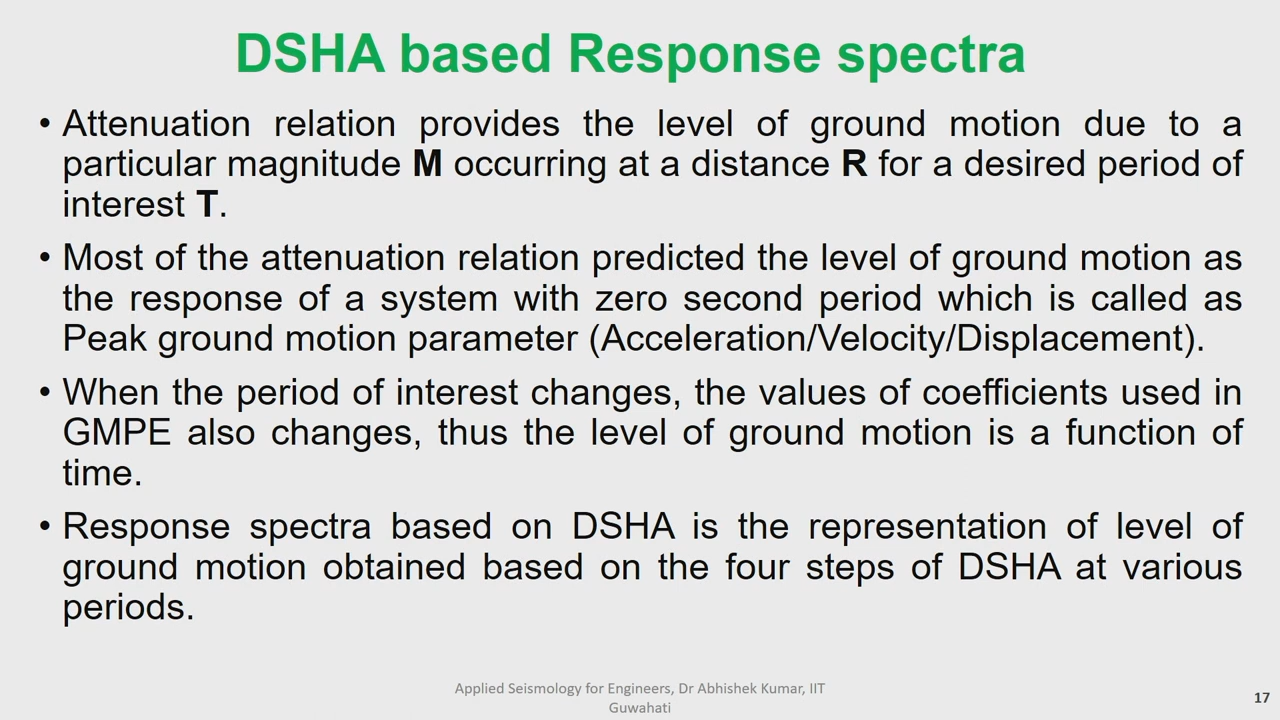 DSHA based Response spectra
• Attenuation relation provides the level of ground motion due to a
particular magnitude M occurring at a distance R for a desired period of
interest T.
• Most of the attenuation relation predicted the level of ground motion as
the response of a system with zero second period which is called as
Peak ground motion parameter (Acceleration/Velocity/Displacement).
• When the period of interest changes, the values of coefficients used in
GMPE also changes, thus the level of ground motion is a function of
time.
• Response spectra based on DSHA is the representation of level of
ground motion obtained based on the four steps of DSHA at various
periods.
Applied Seismology for Engineers, Dr Abhishek Kumar, IIT
Guwahati
17